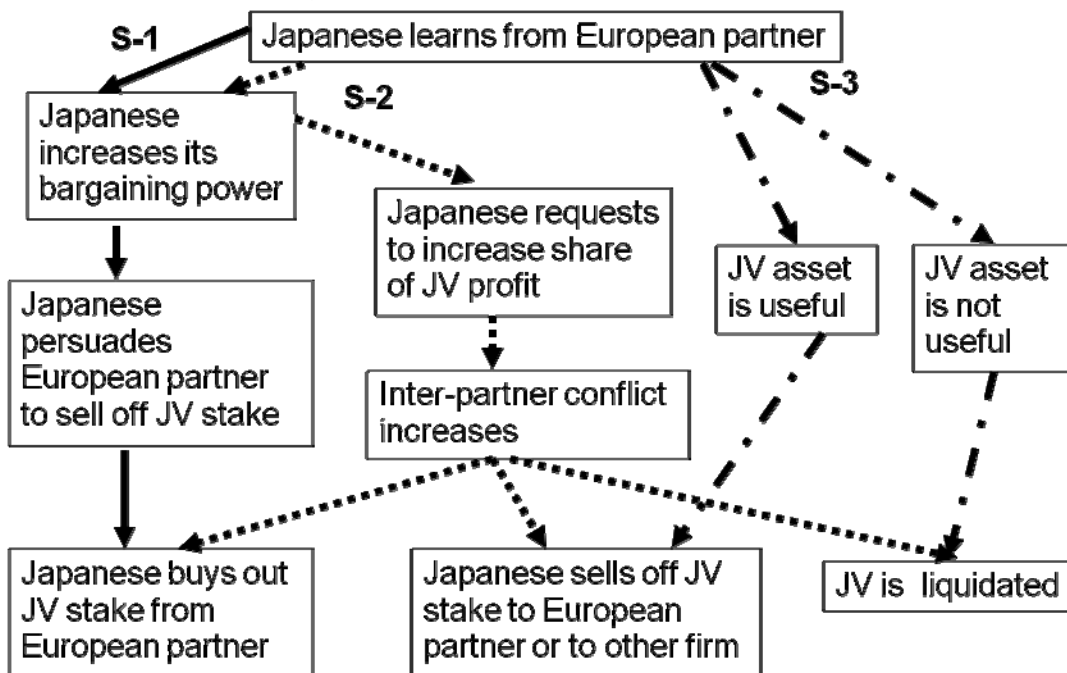 S-1
Japanese learns from European partner
S-2
S-3
Japanese
increases its
bargaining power
Japanese requests
to increase share
of JV profit
JV asset
is useful
JV asset
is not
useful
Japanese
persuades
European partner
to sell off JV stake
Inter-partner conflict
increases
Japanese buys out
JV stake from
European partner
Japanese sells off JV
stake to European
partner or to other firm
JV is liquidated